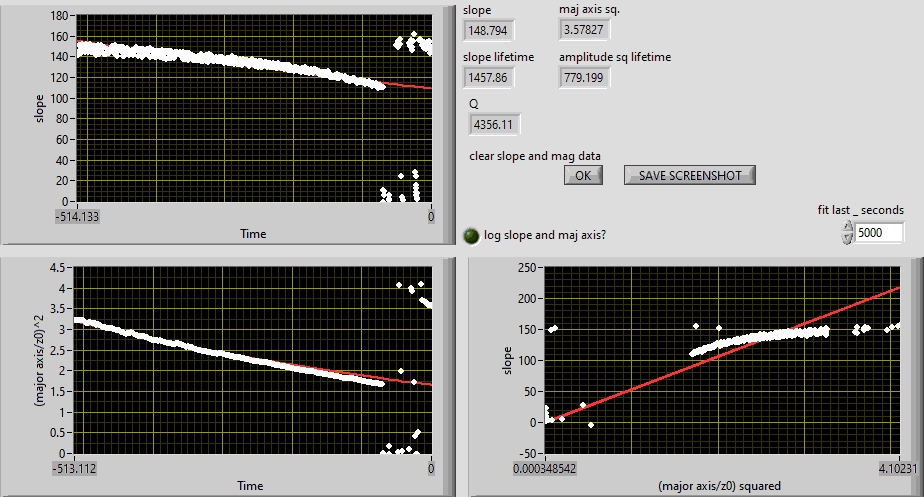 180
160
140
120
100
80
60
40
20
0
slope
-514.133
0
Time
slope
148.794
maj axis sq.
3.57827
slope lifetime
1457.86
amplitude sq lifetime
779.199
Q
4356.11
clear slope and mag data
OK
SAVE SCREENSHOT
fit last _ seconds
5000
log slope and maj axis?
4.5
4
3.5
3
2.5
2
1.5
1
0.5
0
(major axis/z0)^2
-513.112
0
Time
250
200
150
100
50
0
-50
slope
0.000348542
4.10231
(major axis/z0) squared